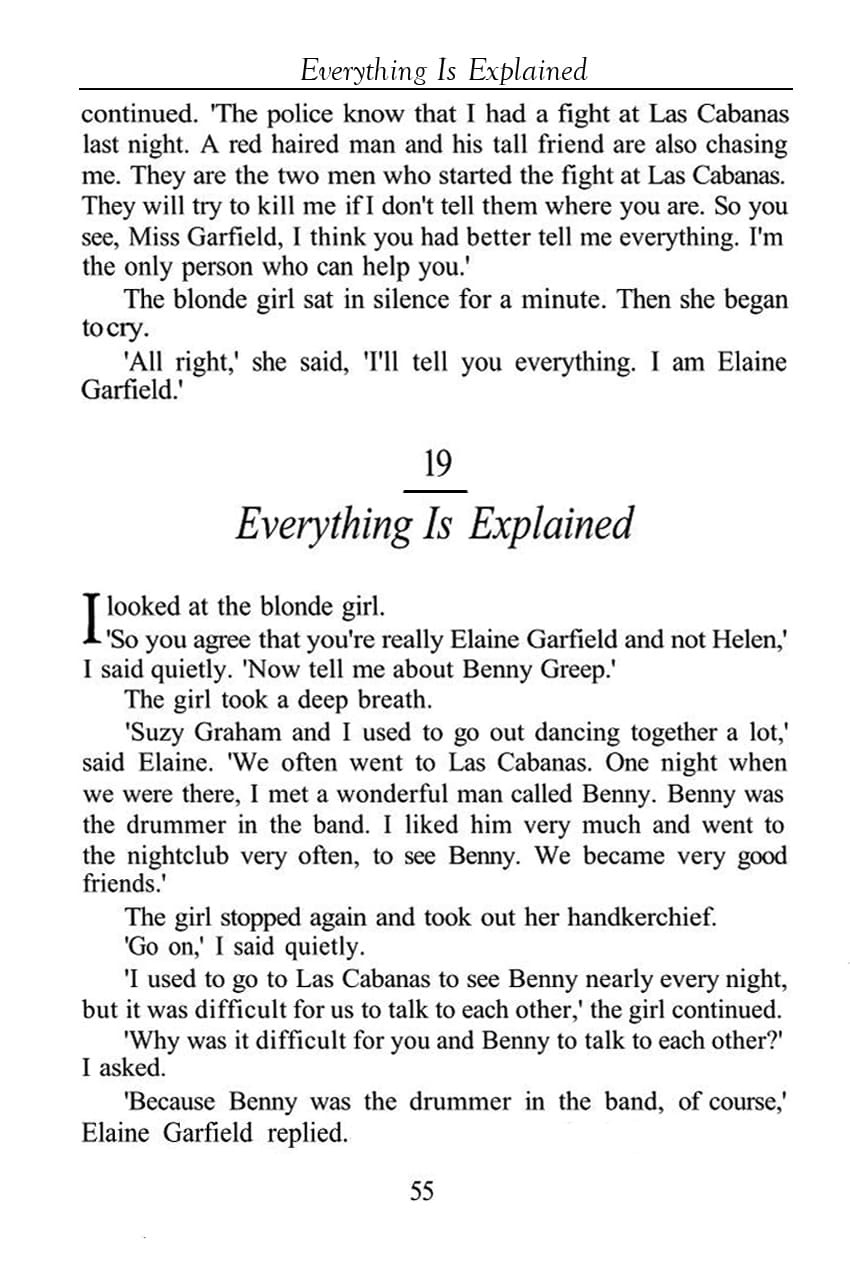 Everything Is Explained
continued. 'The police know that I had a fight at Las Cabanas
last night. A red haired man and his tall friend are also chasing
me. They are the two men who started the fight at Las Cabanas.
They will try to kill me if I don't tell them where you are. So you
see, Miss Garfield, I think you had better tell me everything. I'm
the only person who can help you.'
The blonde girl sat in silence for a minute. Then she began
to cry.
'All right,' she said, 'I'll tell you everything. I am Elaine
Garfield.'
19
Everything Is Explained
I looked at the blonde girl.
'So you agree that you're really Elaine Garfield and not Helen,'
I said quietly. 'Now tell me about Benny Greep.'
The girl took a deep breath.
'Suzy Graham and I used to go out dancing together a lot,'
said Elaine. 'We often went to Las Cabanas. One night when
we were there, I met a wonderful man called Benny. Benny was
the drummer in the band. I liked him very much and went to
the nightclub very often, to see Benny. We became very good
friends.'
The girl stopped again and took out her handkerchief.
'Go on,' I said quietly.
'I used to go to Las Cabanas to see Benny nearly every night,
but it was difficult for us to talk to each other,' the girl continued.
'Why was it difficult for you and Benny to talk to each other?'
I asked.
'Because Benny was the drummer in the band, of course,'
Elaine Garfield replied.
55